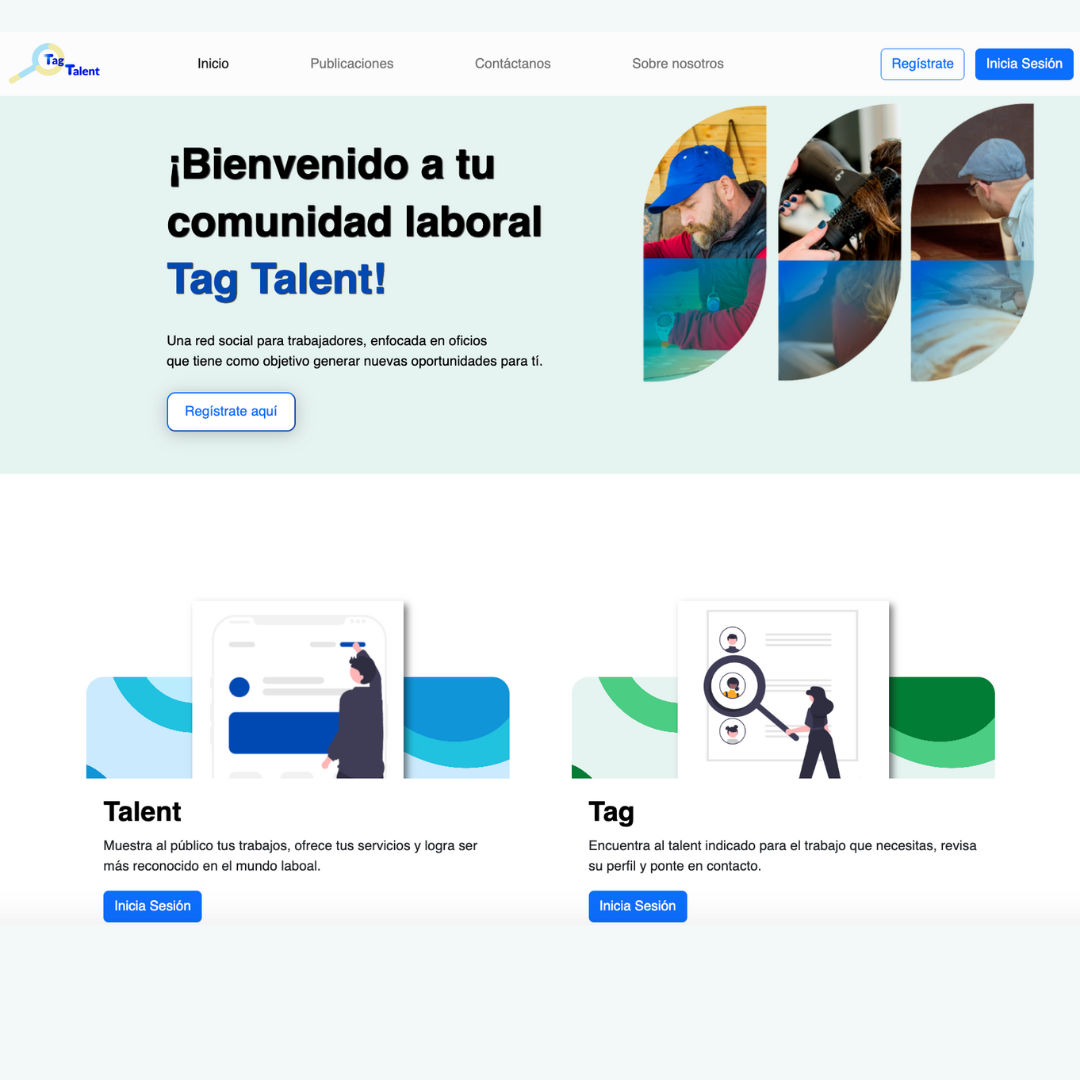 Tag
Talent
Inicio
Publicaciones
Contáctanos
Sobre nosotros
Regístrate
Inicia Sesión
¡Bienvenido a tu
comunidad laboral
Tag Talent!
Una red social para trabajadores, enfocada en oficios
que tiene como objetivo generar nuevas oportunidades para tí.
Regístrate aquí
Talent
Muestra al público tus trabajos, ofrece tus servicios y logra ser
más reconocido en el mundo laboal.
Inicia Sesión
Tag
Encuentra al talent indicado para el trabajo que necesitas, revisa
su perfil y ponte en contacto.
Inicia Sesión